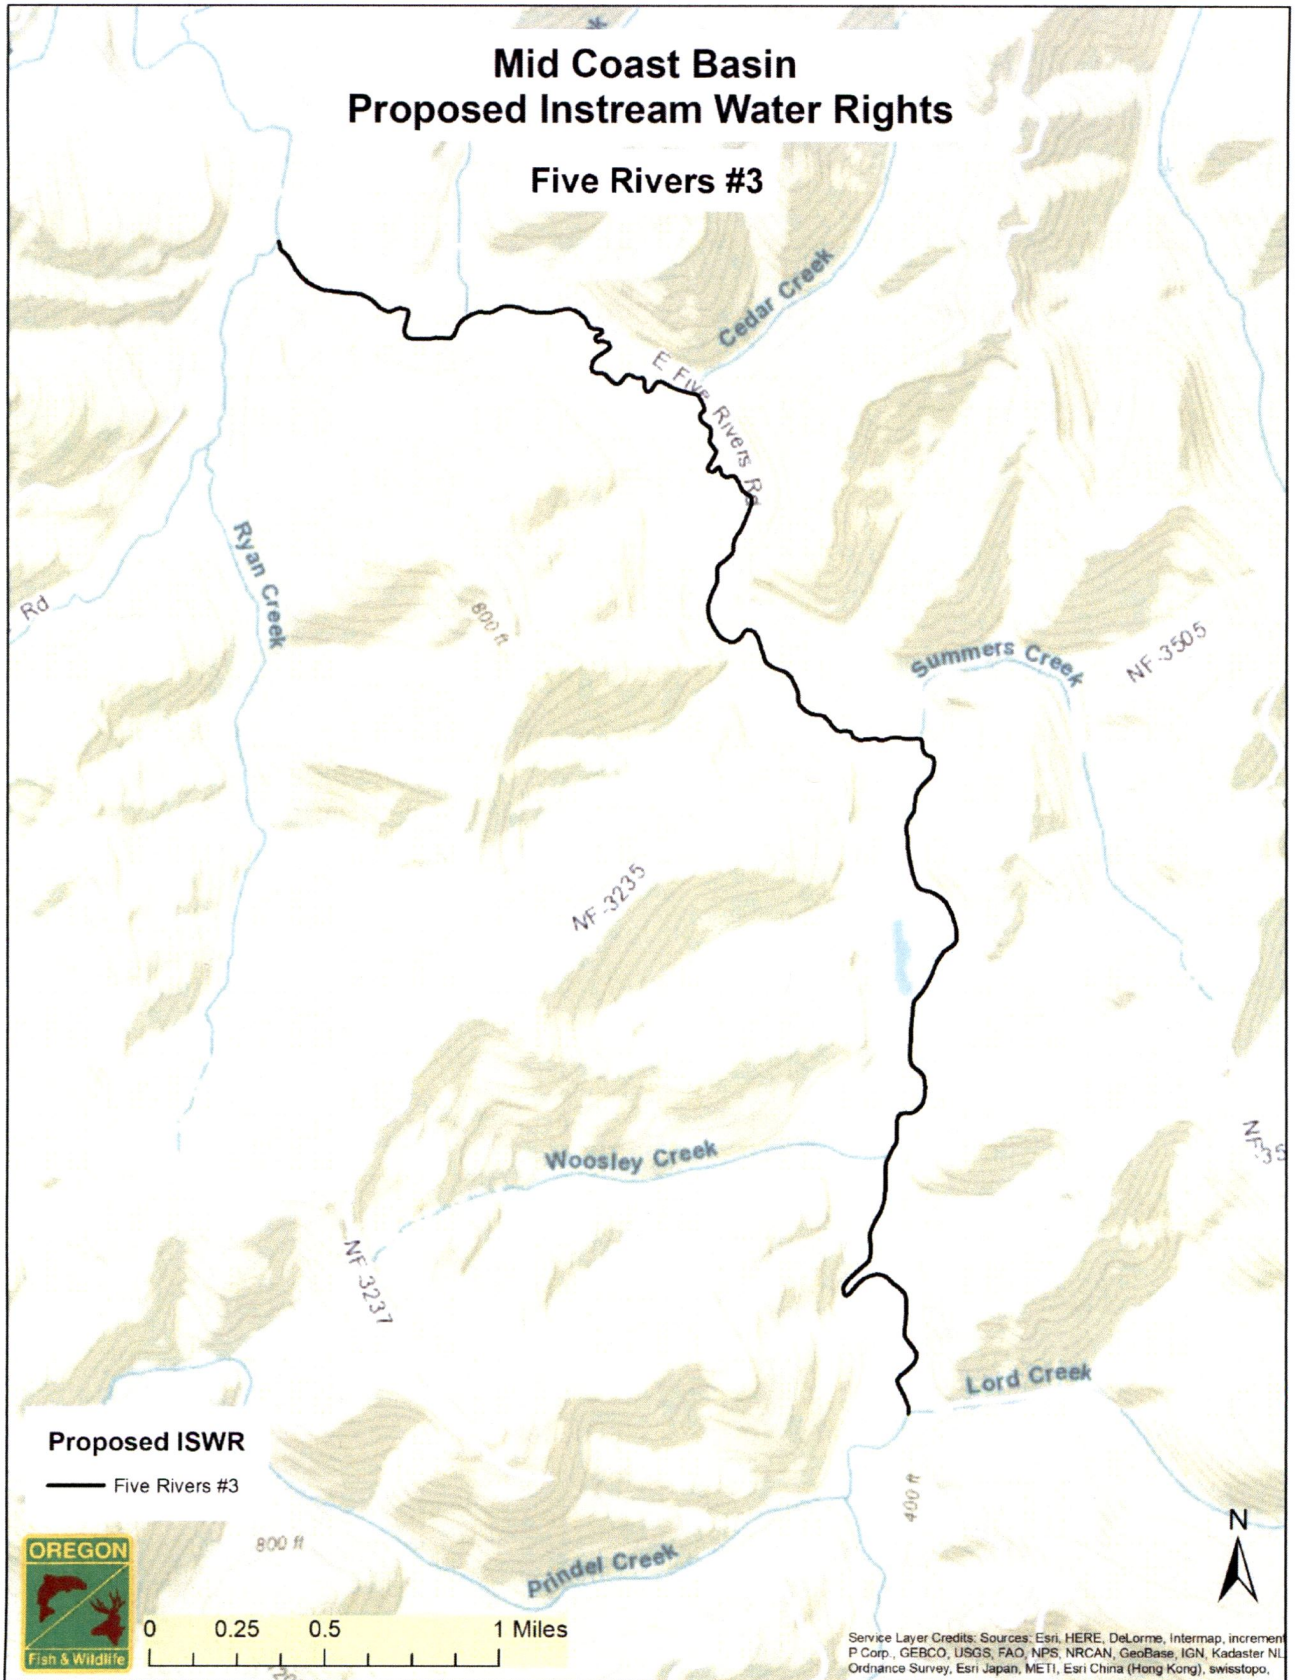 Mid Coast Basin
Proposed Instream Water Rights
Five Rivers #3
Cedar Creek
E Five Rivers Rd
Ryan Creek
Rd
800 ft
Summers Creek
NF-3505
NF-3235
Woosley Creek
NF-35
NF-3237
Lord Creek
Proposed ISWR
Five Rivers #3
400 ft
N
800 ft
Prindel Creek
OREGON
Fish & Wildlife
0 0.25 0.5 1 Miles
Service Layer Credits: Sources: Esri, HERE, DeLorme, Intermap, increment
P Corp., GEBCO, USGS, FAO, NPS, NRCAN, GeoBase, IGN, Kadaster NL,
Ordnance Survey, Esri Japan, METI, Esri China (Hong Kong), swisstopo,